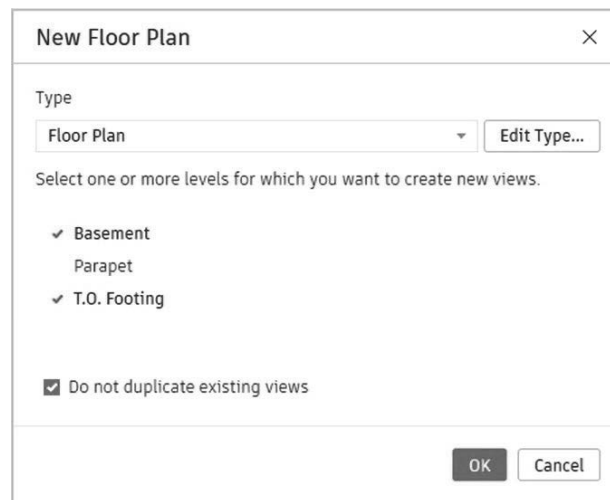 New Floor Plan
Type
Floor Plan
Edit Type...
Select one or more levels for which you want to create new views.
Basement
Parapet
T.O. Footing
Do not duplicate existing views
OK
Cancel